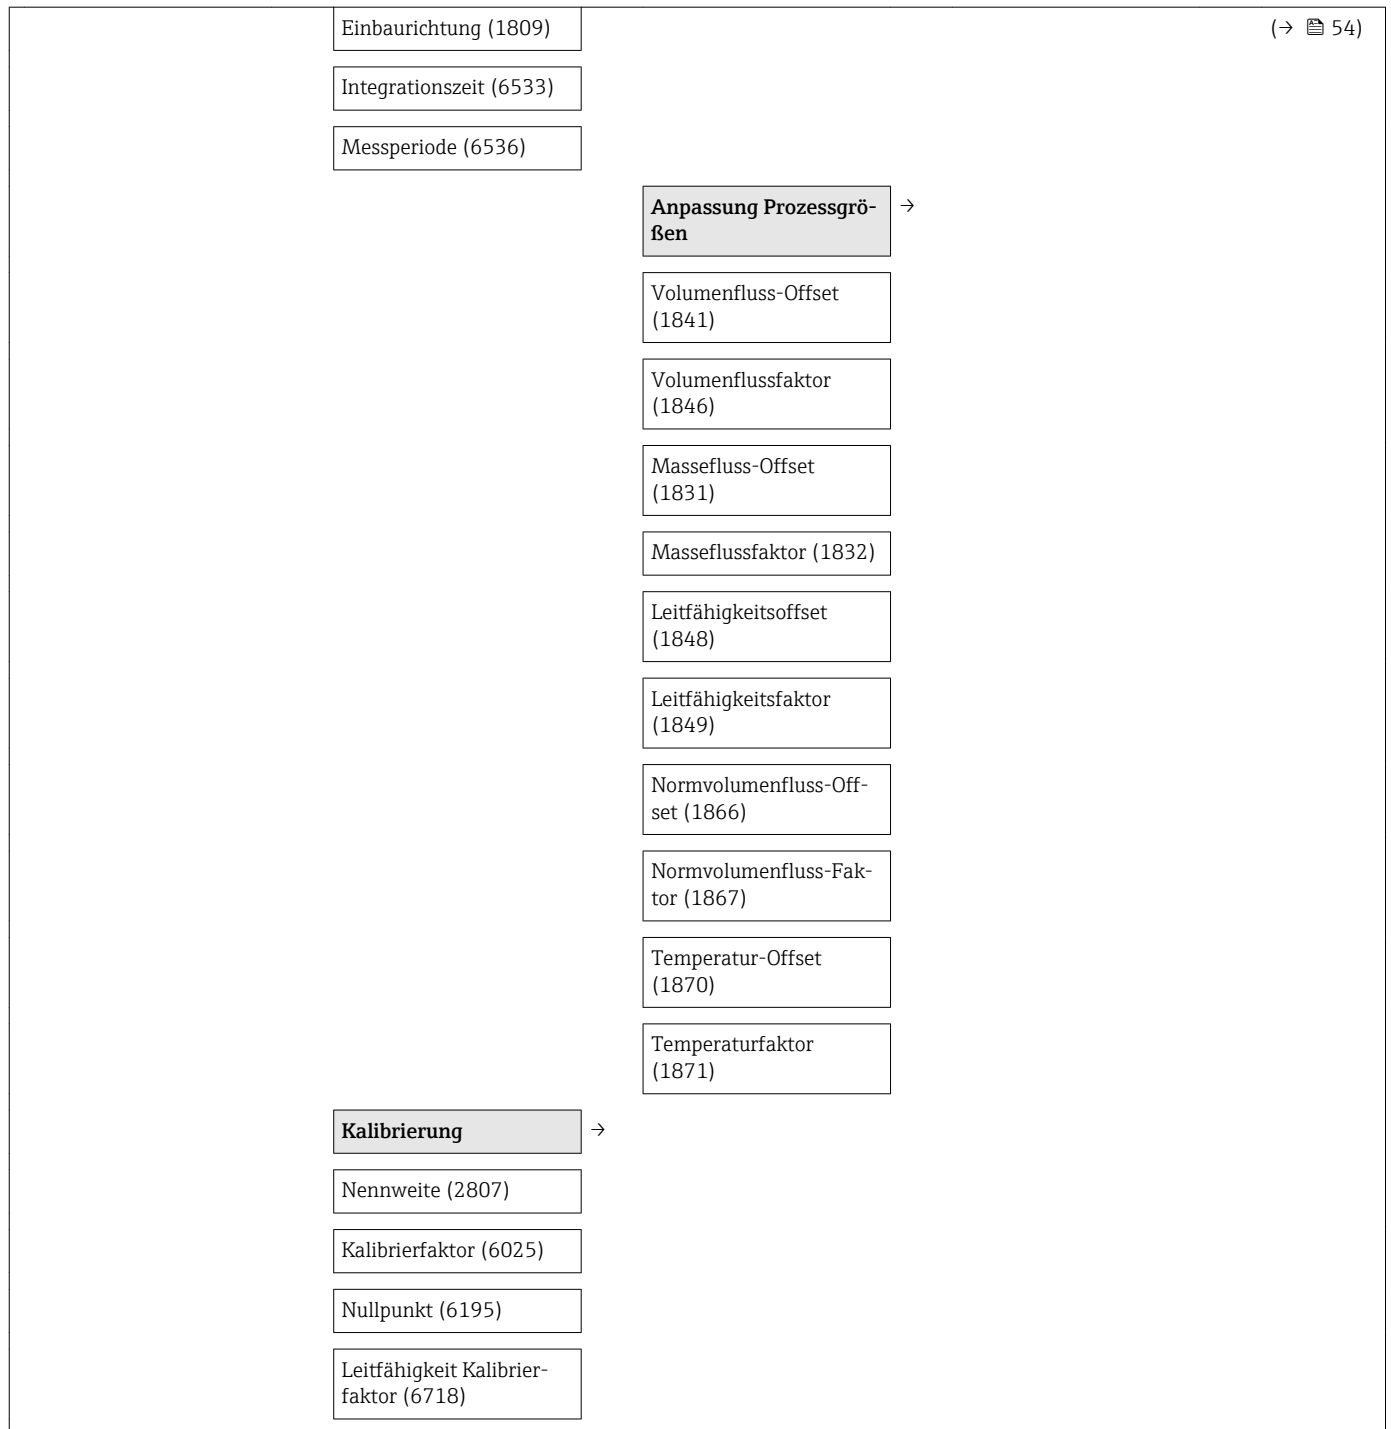 Einbaurichtung (1809) (→ 54)
Integrationszeit (6533)
Messperiode (6536)
Anpassung Prozessgrö- →
ßen
Volumenfluss-Offset
(1841)
Volumenflussfaktor
(1846)
Massefluss-Offset
(1831)
Masseflussfaktor (1832)
Leitfähigkeitsoffset
(1848)
Leitfähigkeitsfaktor
(1849)
Normvolumenfluss-Off-
set (1866)
Normvolumenfluss-Fak-
tor (1867)
Temperatur-Offset
(1870)
Temperaturfaktor
(1871)
Kalibrierung →
Nennweite (2807)
Kalibrierfaktor (6025)
Nullpunkt (6195)
Leitfähigkeit Kalibrier-
faktor (6718)